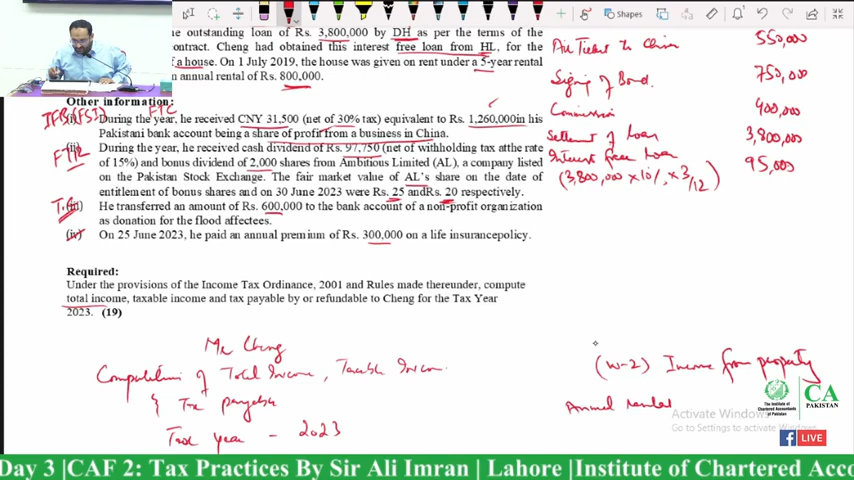 he outstanding loan of Rs. 3,800,000 by DH as per the terms of the
contract. Cheng had obtained this interest free loan from HL, for the
of a house. On 1 July 2019, the house was given on rent under a 5-year rental
n annual rental of Rs. 800,000.
Other information: FTC
IFB (FSI) (i) During the year, he received CNY 31,500 (net of 30% tax) equivalent to Rs. 1,260,000in his
Pakistani bank account being a share of profit from a business in China.
FTR (ii) During the year, he received cash dividend of Rs. 97,750 (net of withholding tax atthe rate
of 15%) and bonus dividend of 2,000 shares from Ambitious Limited (AL), a company listed
on the Pakistan Stock Exchange. The fair market value of AL's share on the date of
entitlement of bonus shares and on 30 June 2023 were Rs. 25 andRs. 20 respectively.
(iii) He transferred an amount of Rs. 600,000 to the bank account of a non-profit organization
as donation for the flood affectees.
(iv) On 25 June 2023, he paid an annual premium of Rs. 300,000 on a life insurancepolicy.
Required:
Under the provisions of the Income Tax Ordinance, 2001 and Rules made thereunder, compute
total income, taxable income and tax payable by or refundable to Cheng for the Tax Year
2023. (19)
Mr Cheng
Computation of Total Income, Taxable Income
& Tax payable
Tax year - 2023
Shapes
Air Ticket to China 550,000
Signing of Bond. 750,000
Commission 400,000
Settlement of loan 3,800,000
Interest free loan 95,000
(3,800,000 x 10% x 3/12)
(W-2) Income from property
Annual rental
Activate Windows
Go to Settings to activate Windows.
The Institute of
Chartered Accountants
of Pakistan
CA
PAKISTAN
LIVE
Day 3 |CAF 2: Tax Practices By Sir Ali Imran | Lahore |Institute of Chartered Acco